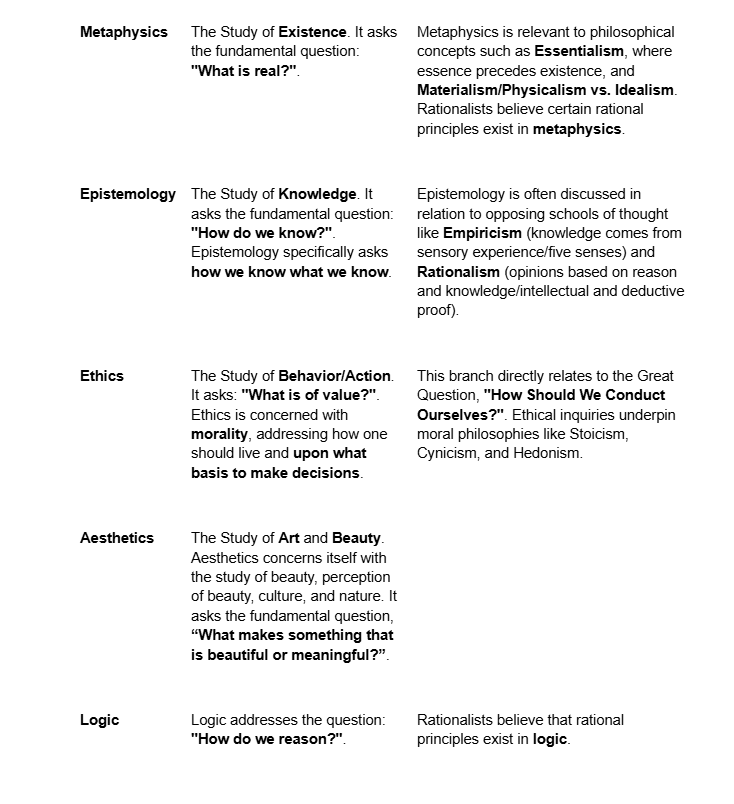 Metaphysics
The Study of Existence. It asks
the fundamental question:
"What is real?".
Metaphysics is relevant to philosophical
concepts such as Essentialism, where
essence precedes existence, and
Materialism/Physicalism vs. Idealism.
Rationalists believe certain rational
principles exist in metaphysics.
Epistemology
The Study of Knowledge. It
asks the fundamental question:
"How do we know?".
Epistemology specifically asks
how we know what we know.
Epistemology is often discussed in
relation to opposing schools of thought
like Empiricism (knowledge comes from
sensory experience/five senses) and
Rationalism (opinions based on reason
and knowledge/intellectual and deductive
proof).
Ethics
The Study of Behavior/Action.
It asks: "What is of value?".
Ethics is concerned with
morality, addressing how one
should live and upon what
basis to make decisions.
This branch directly relates to the Great
Question, "How Should We Conduct
Ourselves?". Ethical inquiries underpin
moral philosophies like Stoicism,
Cynicism, and Hedonism.
Aesthetics
The Study of Art and Beauty.
Aesthetics concerns itself with
the study of beauty, perception
of beauty, culture, and nature. It
asks the fundamental question,
“What makes something that
is beautiful or meaningful?”.
Logic
Logic addresses the question:
"How do we reason?".
Rationalists believe that rational
principles exist in logic.